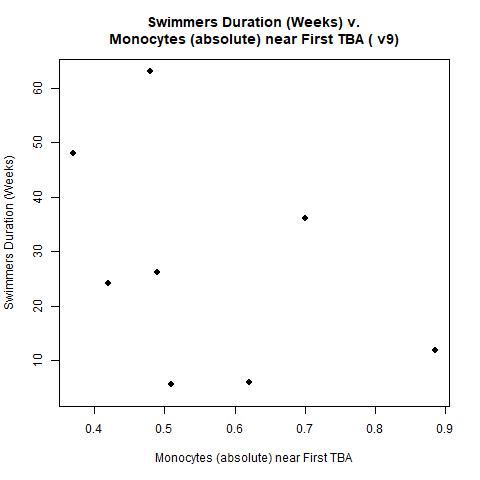 Swimmers Duration (Weeks) v.
Monocytes (absolute) near First TBA ( v9)
Swimmers Duration (Weeks)
60
50
40
30
20
10
0.4 0.5 0.6 0.7 0.8 0.9
Monocytes (absolute) near First TBA